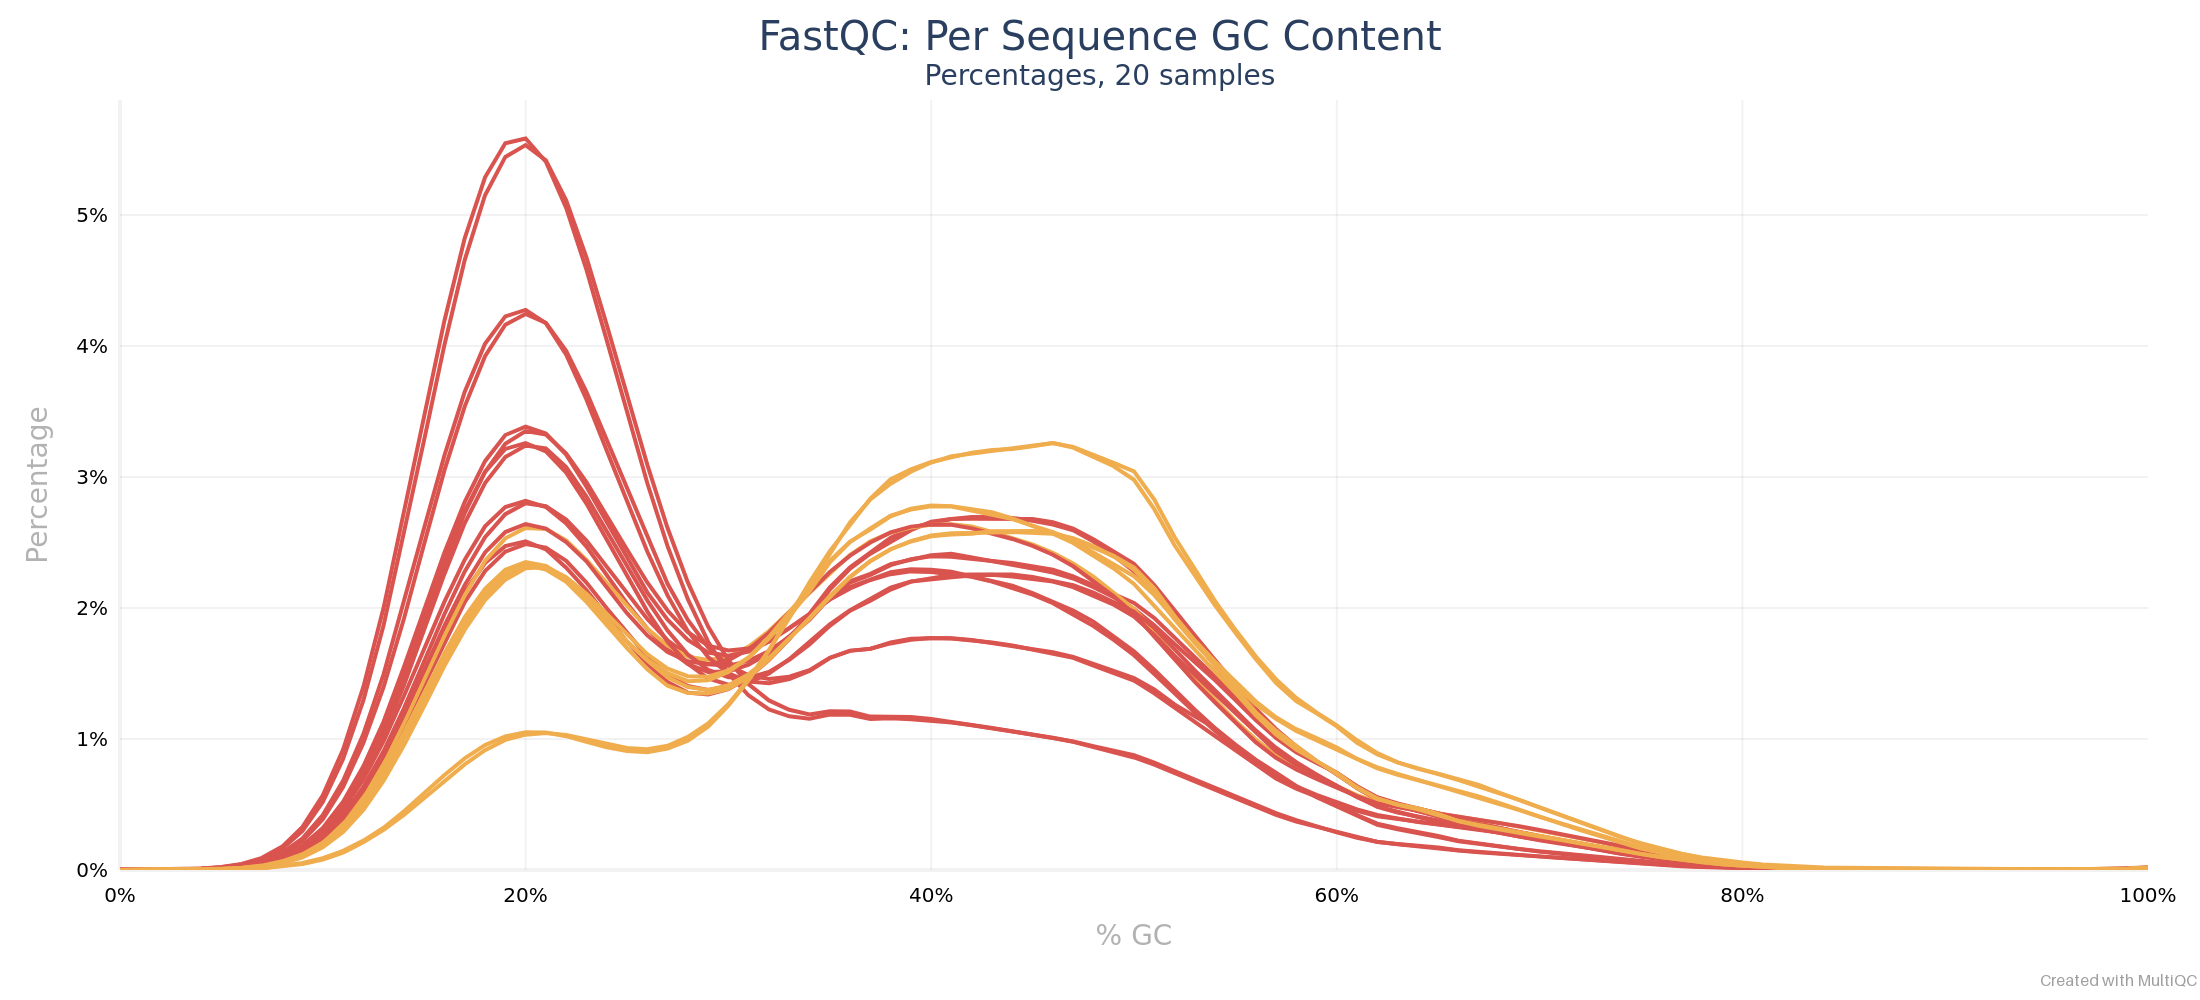 FastQC: Per Sequence GC Content
Percentages, 20 samples
Percentage
5%
4%
3%
2%
1%
0%
0%
20%
40%
60%
80%
100%
% GC
Created with MultiQC